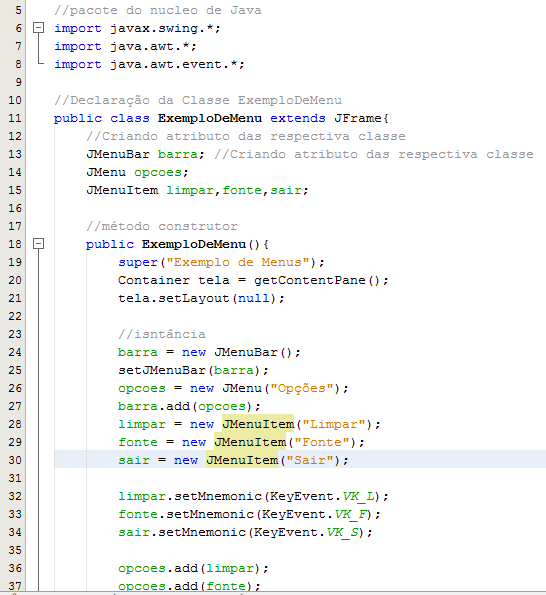 5 //pacote do nucleo de Java
6 import javax.swing.*;
7 import java.awt.*;
8 import java.awt.event.*;
9
10 //Declaração da Classe ExemploDeMenu
11 public class ExemploDeMenu extends JFrame{
12 //Criando atributo das respectiva classe
13 JMenuBar barra; //Criando atributo das respectiva classe
14 JMenu opcoes;
15 JMenuItem limpar,fonte,sair;
16
17 //método construtor
18 public ExemploDeMenu(){
19 super("Exemplo de Menus");
20 Container tela = getContentPane();
21 tela.setLayout(null);
22
23 //isntância
24 barra = new JMenuBar();
25 setJMenuBar(barra);
26 opcoes = new JMenu("Opções");
27 barra.add(opcoes);
28 limpar = new JMenuItem("Limpar");
29 fonte = new JMenuItem("Fonte");
30 sair = new JMenuItem("Sair");
31
32 limpar.setMnemonic(KeyEvent.VK_L);
33 fonte.setMnemonic(KeyEvent.VK_F);
34 sair.setMnemonic(KeyEvent.VK_S);
35
36 opcoes.add(limpar);
37 opcoes.add(fonte);